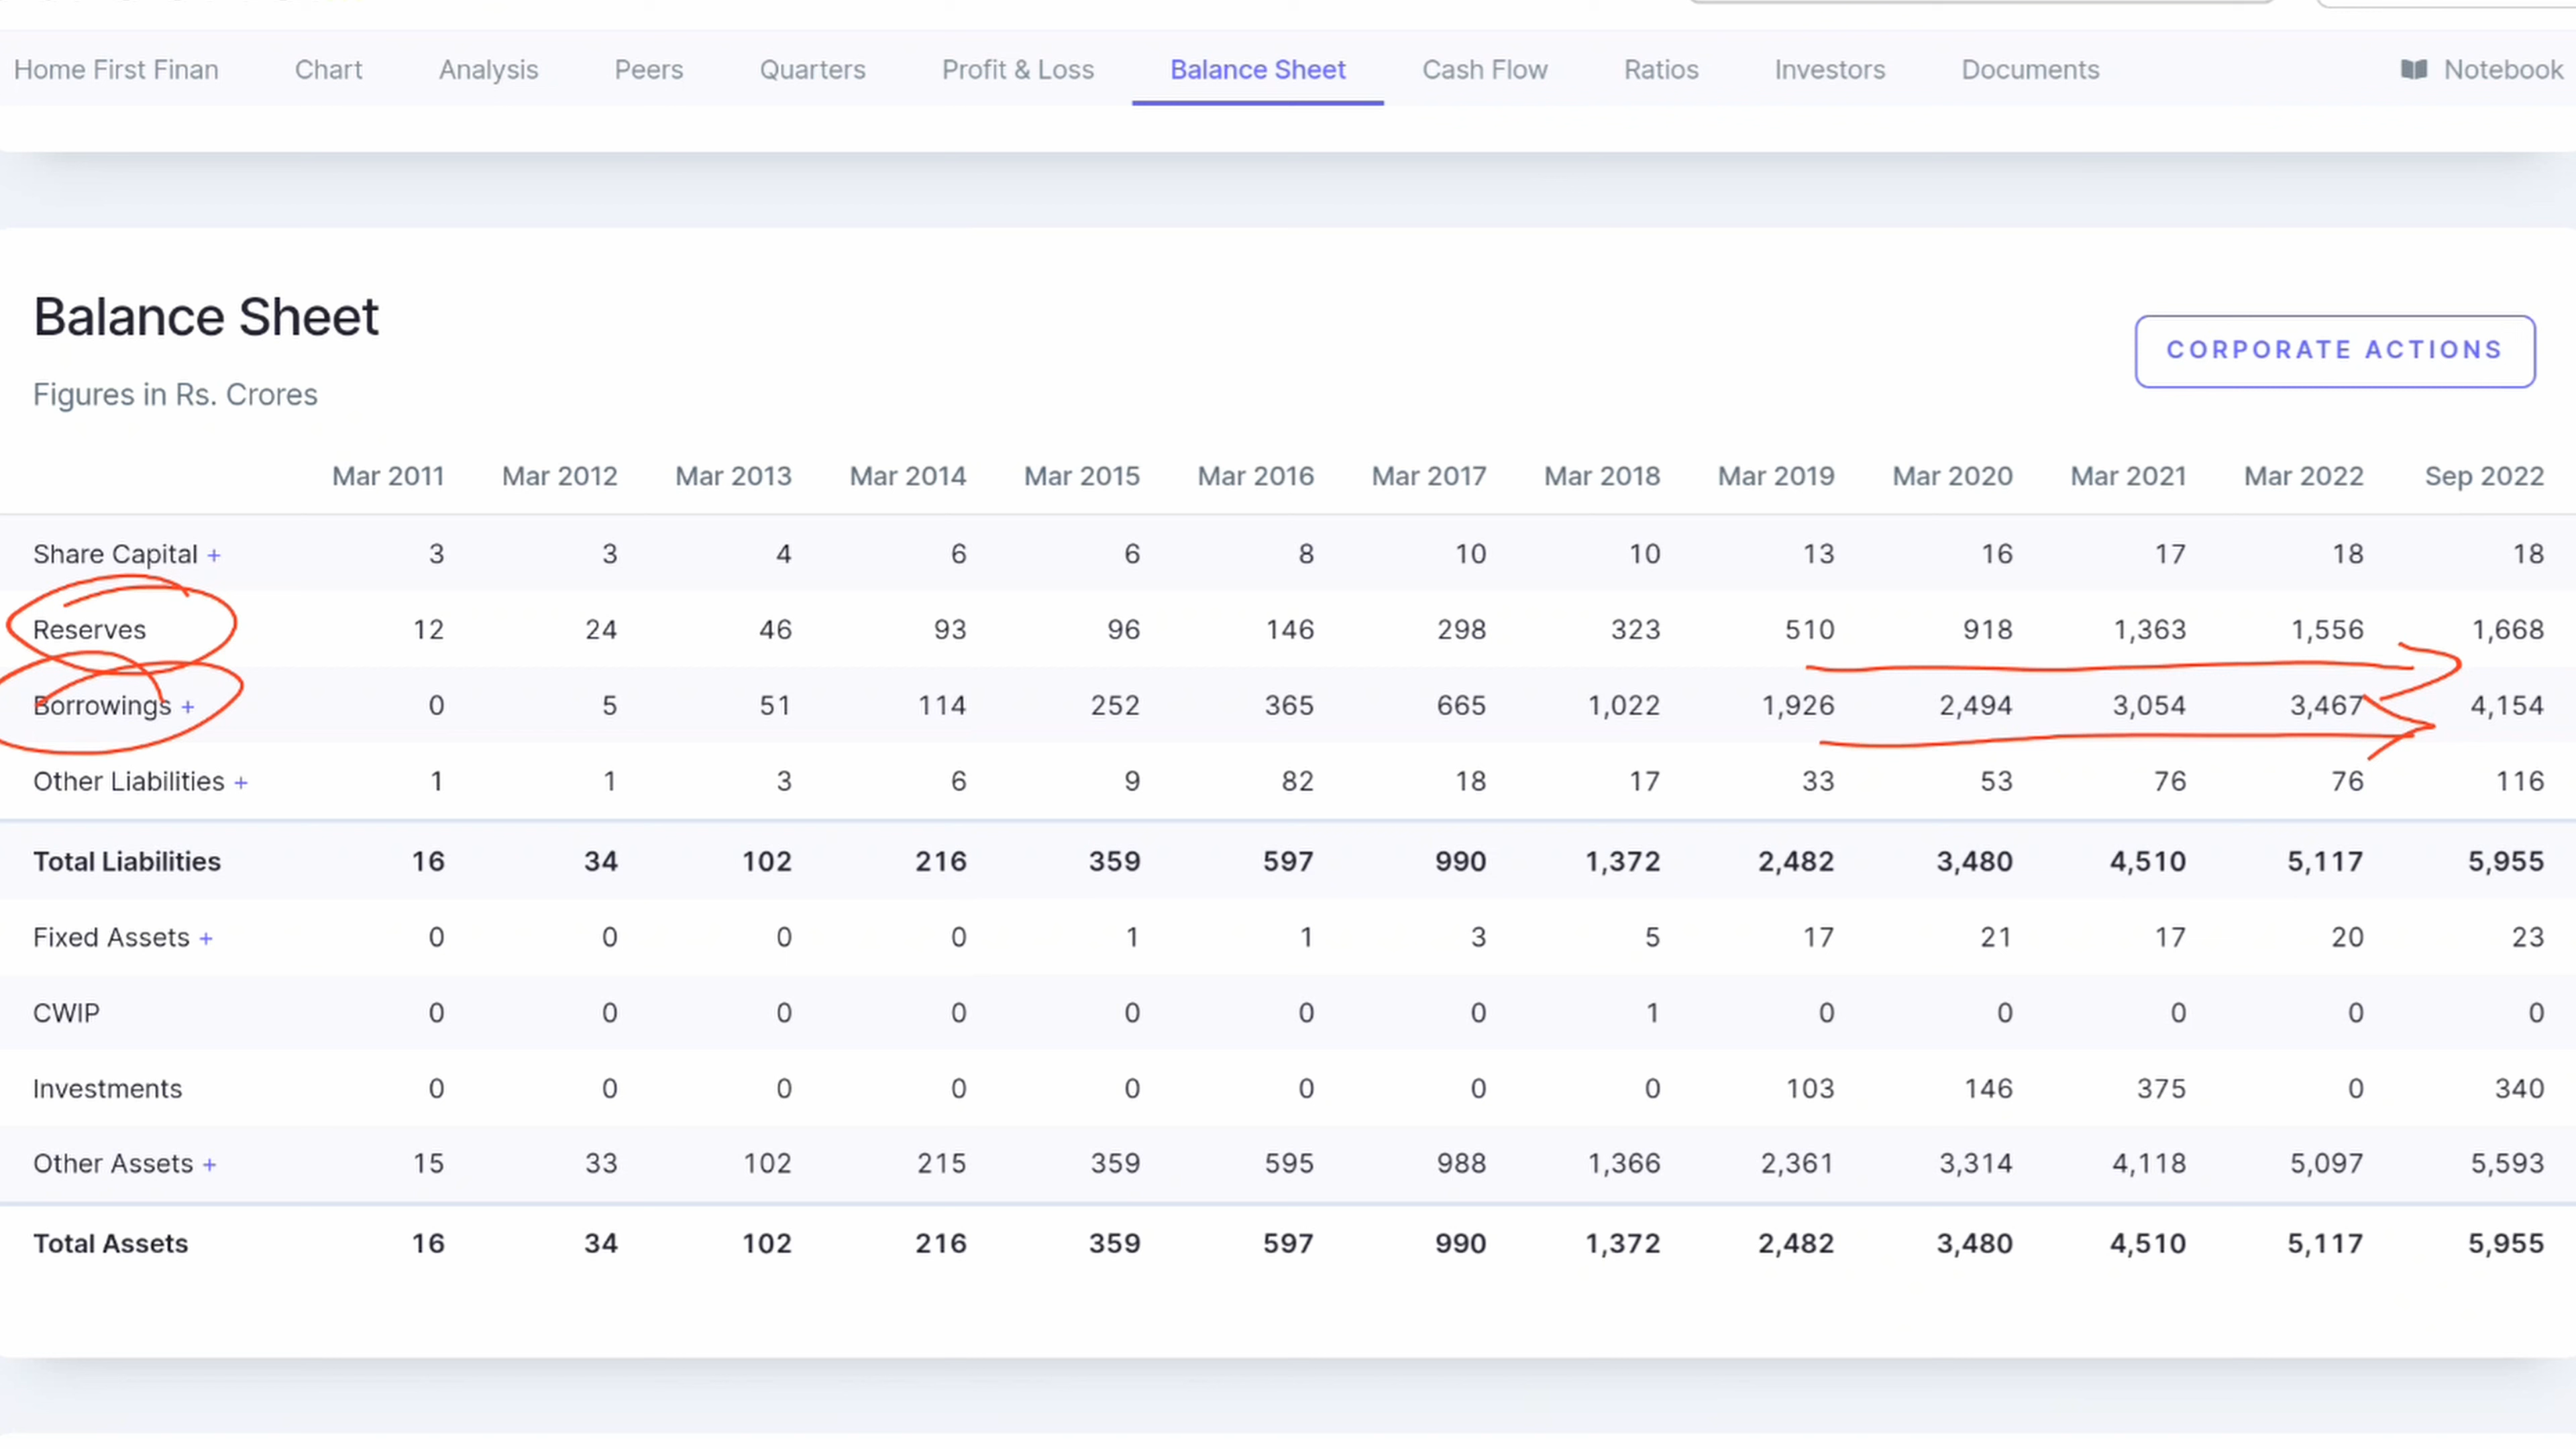 Home First Finan Chart Analysis Peers Quarters Profit & Loss Balance Sheet Cash Flow Ratios Investors Documents Notebook
Balance Sheet
CORPORATE ACTIONS
Figures in Rs. Crores
Mar 2011 Mar 2012 Mar 2013 Mar 2014 Mar 2015 Mar 2016 Mar 2017 Mar 2018 Mar 2019 Mar 2020 Mar 2021 Mar 2022 Sep 2022
Share Capital + 3 3 4 6 6 8 10 10 13 16 17 18 18
Reserves 12 24 46 93 96 146 298 323 510 918 1,363 1,556 1,668
Borrowings + 0 5 51 114 252 365 665 1,022 1,926 2,494 3,054 3,467 4,154
Other Liabilities + 1 1 3 6 9 82 18 17 33 53 76 76 116
Total Liabilities 16 34 102 216 359 597 990 1,372 2,482 3,480 4,510 5,117 5,955
Fixed Assets + 0 0 0 0 1 1 3 5 17 21 17 20 23
CWIP 0 0 0 0 0 0 0 1 0 0 0 0 0
Investments 0 0 0 0 0 0 0 0 103 146 375 0 340
Other Assets + 15 33 102 215 359 595 988 1,366 2,361 3,314 4,118 5,097 5,593
Total Assets 16 34 102 216 359 597 990 1,372 2,482 3,480 4,510 5,117 5,955